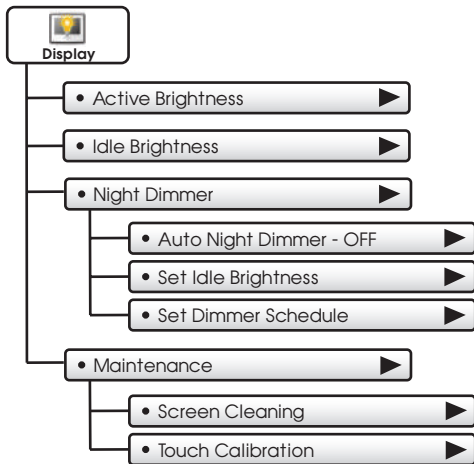 Display
• Active Brightness
• Idle Brightness
• Night Dimmer
• Auto Night Dimmer - OFF
• Set Idle Brightness
• Set Dimmer Schedule
• Maintenance
• Screen Cleaning
• Touch Calibration